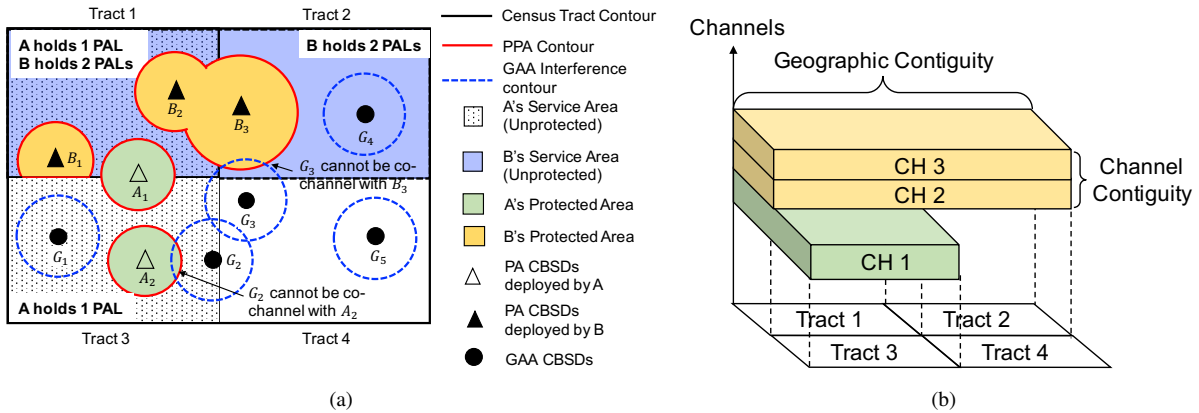 Tract 1
Tract 2
A holds 1 PAL
B holds 2 PALs
B holds 2 PALs
B₂
B₃
G₄
B₁
A₁
G₃ cannot be co-
channel with B₃
G₃
G₁
A₂
G₂
G₅
G₂ cannot be co-
channel with A₂
A holds 1 PAL
Tract 3
Tract 4
Census Tract Contour
PPA Contour
GAA Interference
contour
A's Service Area
(Unprotected)
B's Service Area
(Unprotected)
A's Protected Area
B's Protected Area
PA CBSDs
deployed by A
PA CBSDs
deployed by B
GAA CBSDs
(a)
Channels
Geographic Contiguity
CH 3
CH 2
Channel
Contiguity
CH 1
Tract 1
Tract 2
Tract 3
Tract 4
(b)